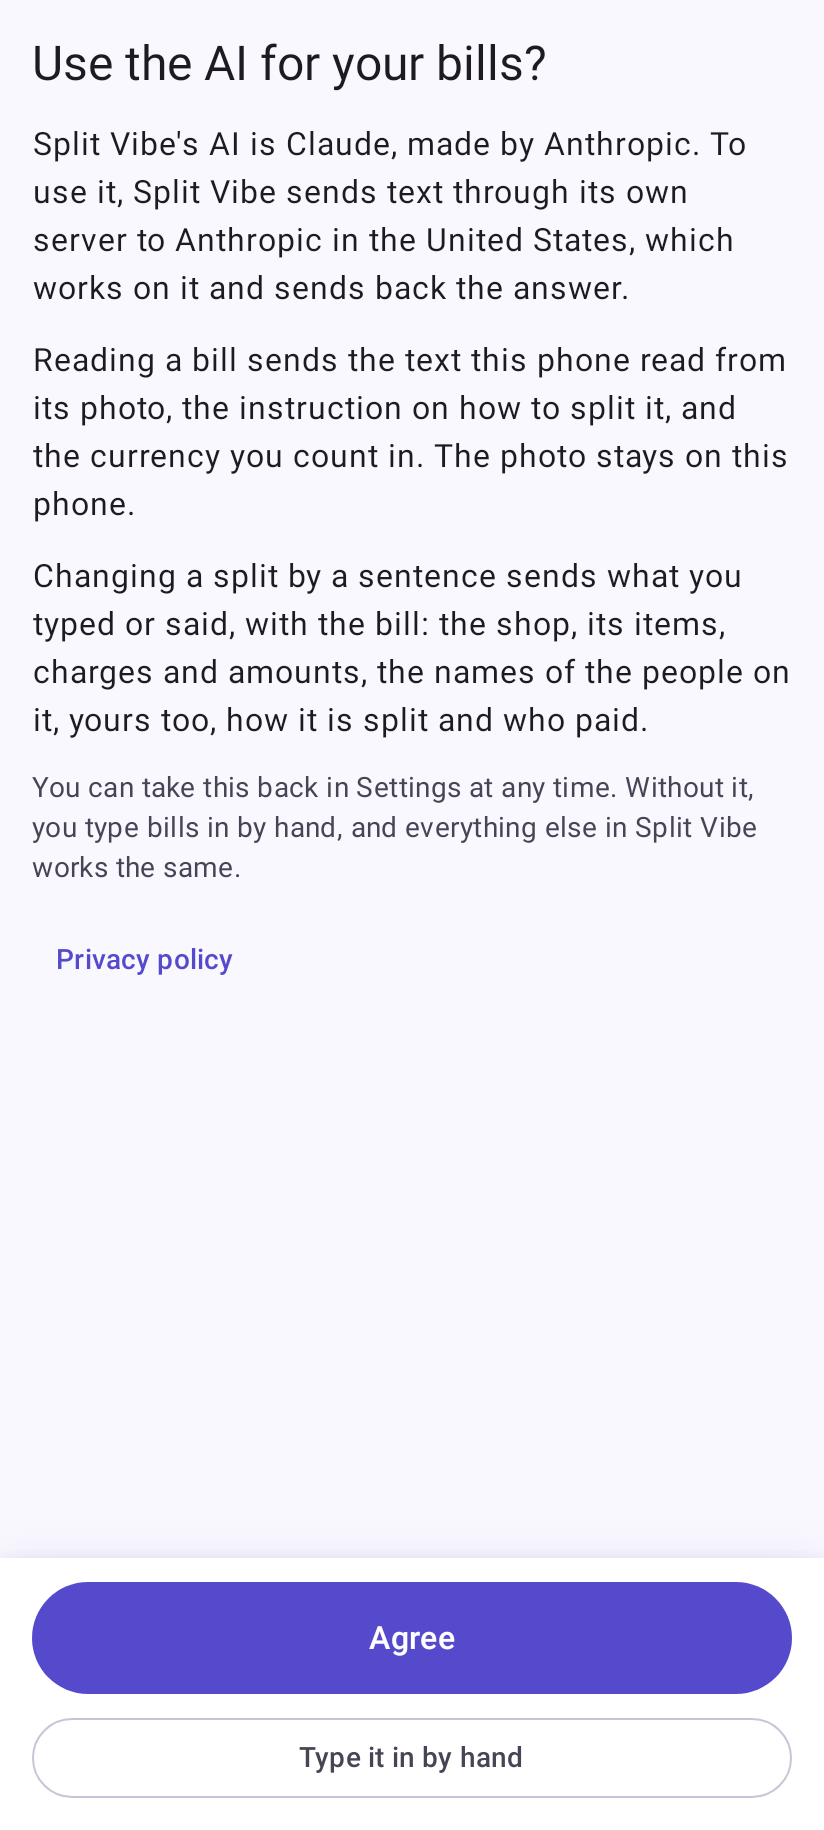 Use the AI for your bills?
Split Vibe's AI is Claude, made by Anthropic. To
use it, Split Vibe sends text through its own
server to Anthropic in the United States, which
works on it and sends back the answer.
Reading a bill sends the text this phone read from
its photo, the instruction on how to split it, and
the currency you count in. The photo stays on this
phone.
Changing a split by a sentence sends what you
typed or said, with the bill: the shop, its items,
charges and amounts, the names of the people on
it, yours too, how it is split and who paid.
You can take this back in Settings at any time. Without it,
you type bills in by hand, and everything else in Split Vibe
works the same.
Privacy policy
Agree
Type it in by hand